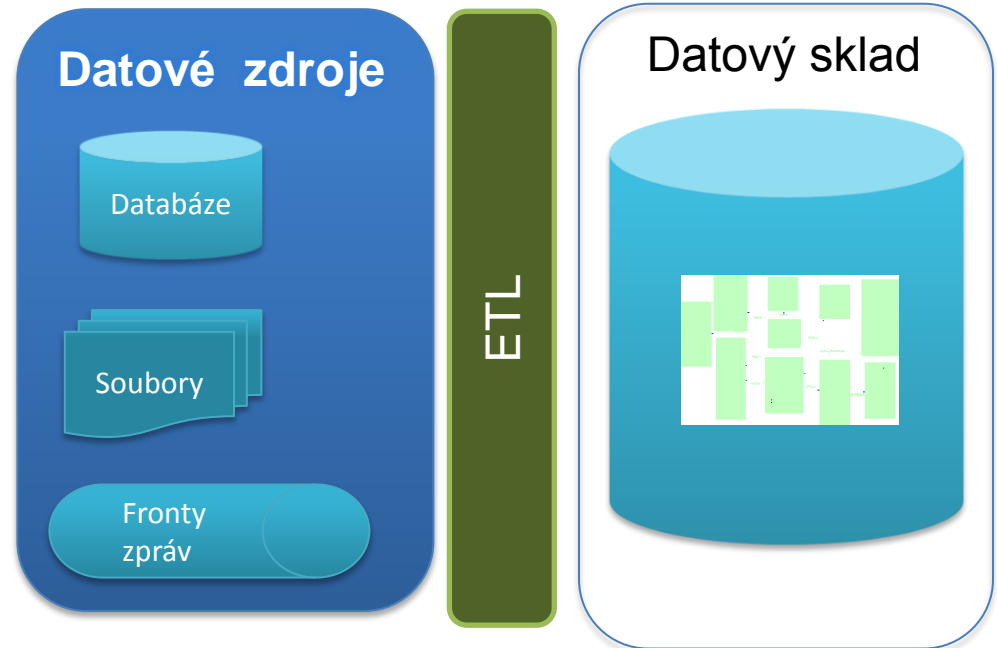 Datové zdroje
Databáze
Soubory
Fronty
zpráv
ETL
Datový sklad